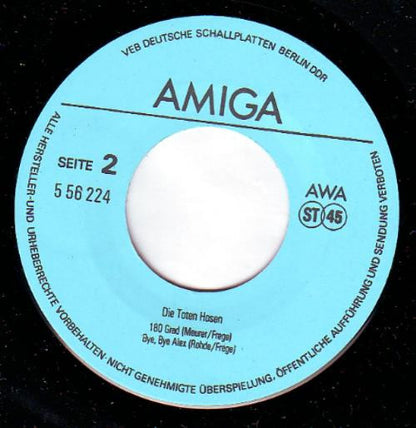 VEB DEUTSCHE SCHALLPLATTEN BERLIN DDR
AMIGA
SEITE 2
5 56 224
AWA
ST 45
Die Toten Hosen
180 Grad (Meurer/Frege)
Bye, Bye Alex (Rohde/Frege)
ALLE HERSTELLER-UND URHEBERRECHTE VORBEHALTEN·NICHT GENEHMIGTE ÜBERSPIELUNG, ÖFFENTLICHE AUFFÜHRUNG UND SENDUNG VERBOTEN